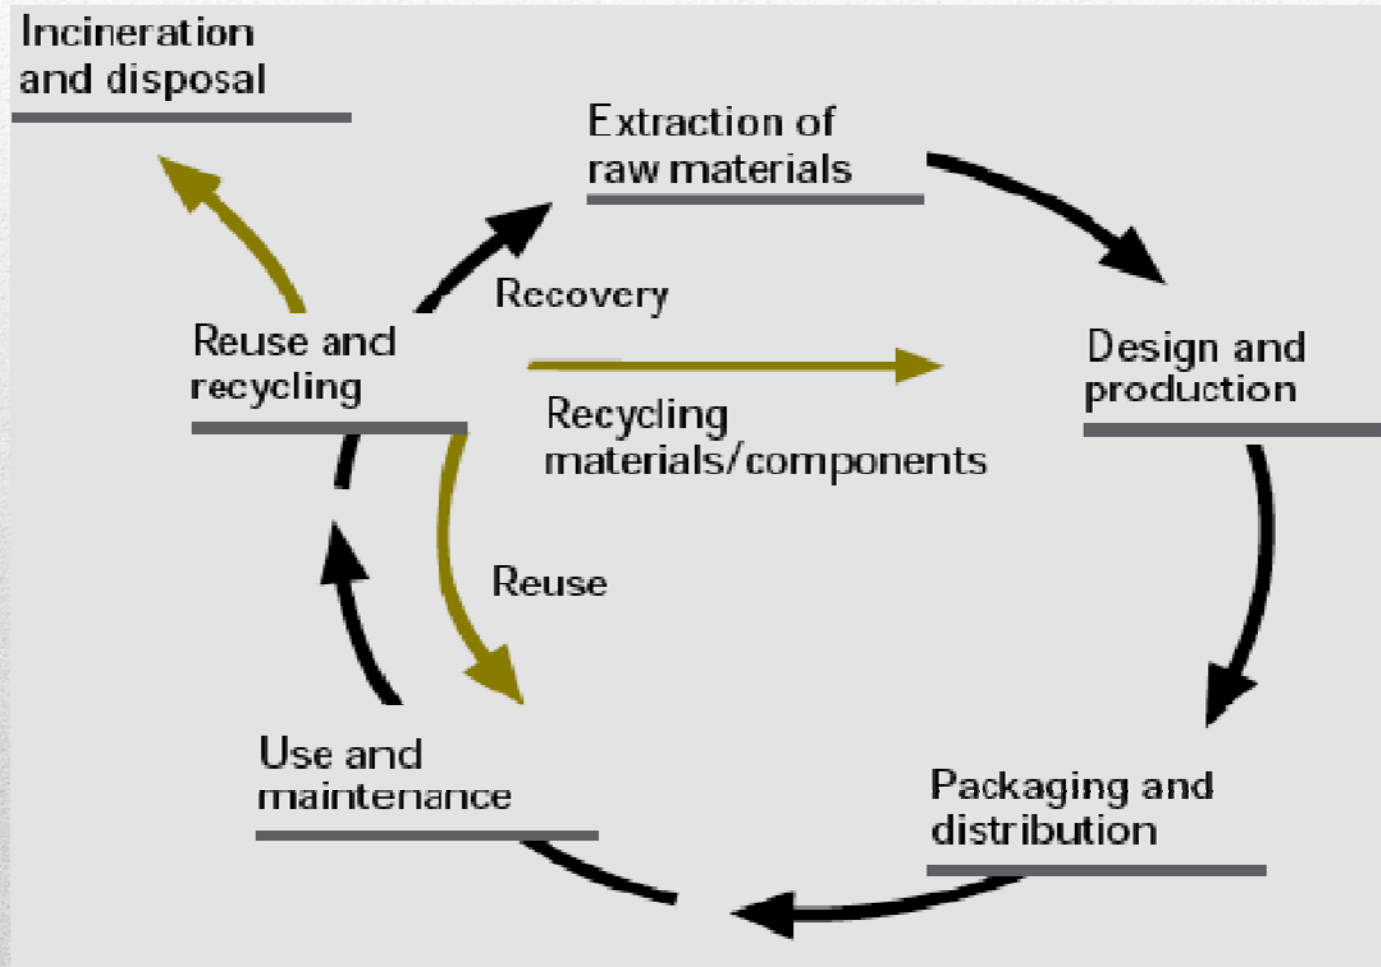 Incineration
and disposal
Extraction of
raw materials
Recovery
Reuse and
recycling
Design and
production
Recycling
materials/components
Reuse
Use and
maintenance
Packaging and
distribution